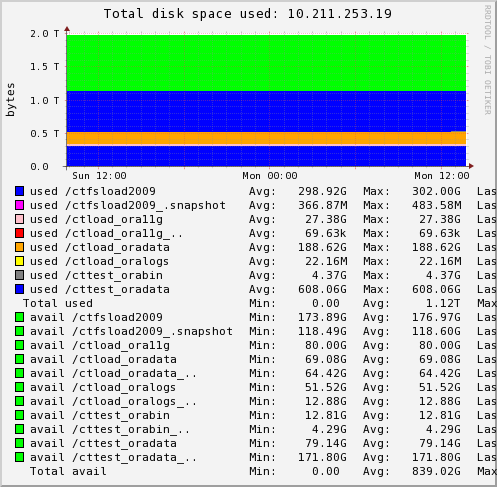 Total disk space used: 10.211.253.19
RRDTOOL / TOBI OETIKER
bytes
2.0 T
1.5 T
1.0 T
0.5 T
0.0
Sun 12:00 Mon 00:00 Mon 12:00
used /ctfsload2009 Avg: 298.92G Max: 302.00G Las
used /ctfsload2009_.snapshot Avg: 366.87M Max: 483.58M Las
used /ctload_ora11g Avg: 27.38G Max: 27.38G Las
used /ctload_ora11g_.. Avg: 69.63k Max: 69.63k Las
used /ctload_oradata Avg: 188.62G Max: 188.62G Las
used /ctload_oralogs Avg: 22.16M Max: 22.16M Las
used /cttest_orabin Avg: 4.37G Max: 4.37G Las
used /cttest_oradata Avg: 608.06G Max: 608.06G Las
Total used Min: 0.00 Avg: 1.12T Max
avail /ctfsload2009 Min: 173.89G Avg: 176.97G Las
avail /ctfsload2009_.snapshot Min: 118.49G Avg: 118.60G Las
avail /ctload_ora11g Min: 80.00G Avg: 80.00G Las
avail /ctload_oradata Min: 69.08G Avg: 69.08G Las
avail /ctload_oradata_.. Min: 64.42G Avg: 64.42G Las
avail /ctload_oralogs Min: 51.52G Avg: 51.52G Las
avail /ctload_oralogs_.. Min: 12.88G Avg: 12.88G Las
avail /cttest_orabin Min: 12.81G Avg: 12.81G Las
avail /cttest_orabin_.. Min: 4.29G Avg: 4.29G Las
avail /cttest_oradata Min: 79.14G Avg: 79.14G Las
avail /cttest_oradata_.. Min: 171.80G Avg: 171.80G Las
Total avail Min: 0.00 Avg: 839.02G Max